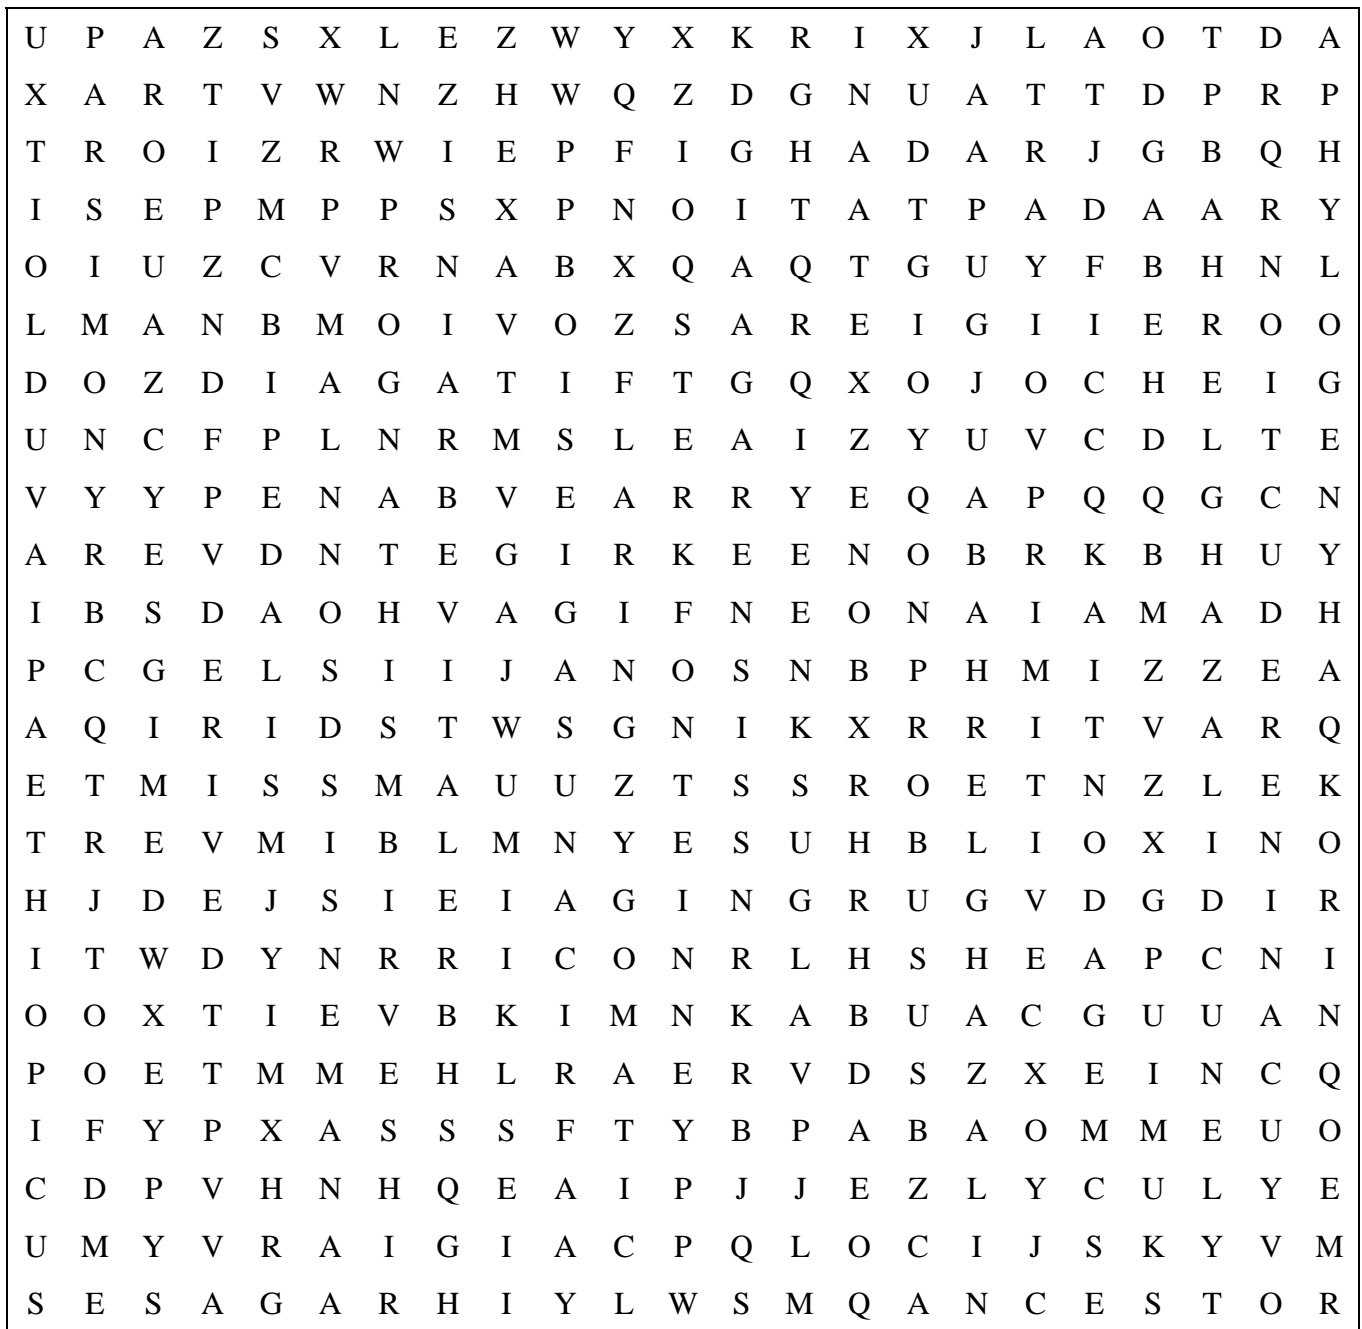 U P A Z S X L E Z W Y X K R I X J L A O T D A
X A R T V W N Z H W Q Z D G N U A T T D P R P
T R O I Z R W I E P F I G H A D A R J G B Q H
I S E P M P P S X P N O I T A T P A D A A R Y
O I U Z C V R N A B X Q A Q T G U Y F B H N L
L M A N B M O I V O Z S A R E I G I I E R O O
D O Z D I A G A T I F T G Q X O J O C H E I G
U N C F P L N R M S L E A I Z Y U V C D L T E
V Y Y P E N A B V E A R R Y E Q A P Q Q G C N
A R E V D N T E G I R K E E N O B R K B H U Y
I B S D A O H V A G I F N E O N A I A M A D H
P C G E L S I I J A N O S N B P H M I Z Z E A
A Q I R I D S T W S G N I K X R R I T V A R Q
E T M I S S M A U U Z T S S R O E T N Z L E K
T R E V M I B L M N Y E S U H B L I O X I N O
H J D E J S I E I A G I N G R U G V D G D I R
I T W D Y N R R I C O N R L H S H E A P C N I
O O X T I E V B K I M N K A B U A C G U U A N
P O E T M M E H L R A E R V D S Z X E I N C Q
I F Y P X A S S S F T Y B P A B A O M M E U O
C D P V H N H Q E A I P J J E Z L Y C U L Y E
U M Y V R A I G I A C P Q L O C I J S K Y V M
S E S A G A R H I Y L W S M Q A N C E S T O R